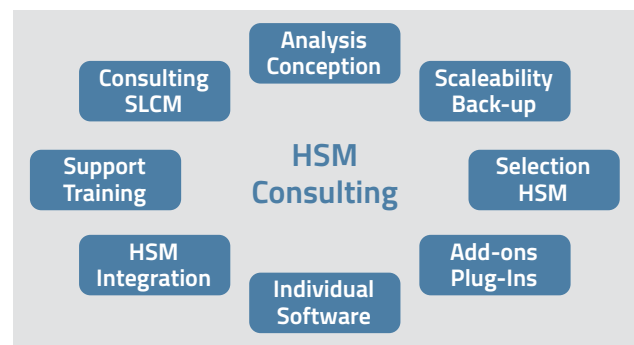 Analysis
Conception
Consulting
SLCM
Scaleability
Back-up
HSM
Consulting
Support
Training
Selection
HSM
HSM
Integration
Add-ons
Plug-Ins
Individual
Software